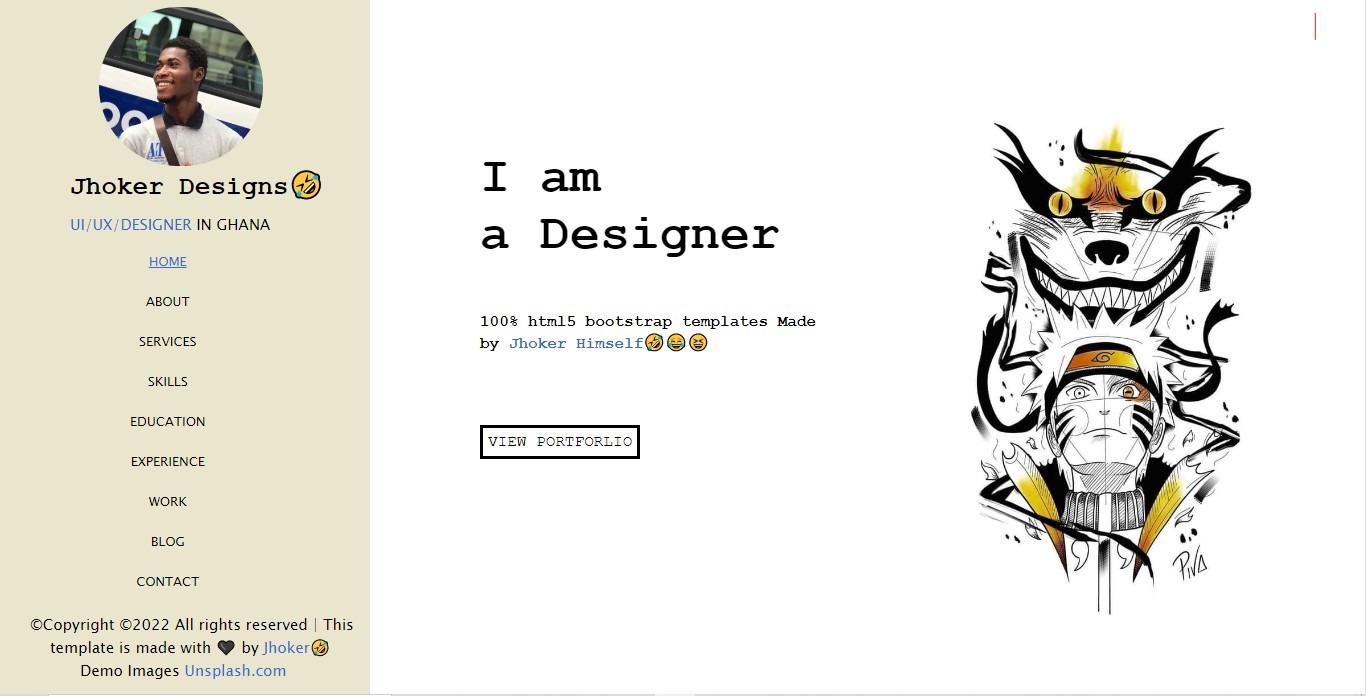 Jhoker Designs🤣
UI/UX/DESIGNER IN GHANA
HOME
ABOUT
SERVICES
SKILLS
EDUCATION
EXPERIENCE
WORK
BLOG
CONTACT
©Copyright ©2022 All rights reserved | This
template is made with 🖤 by Jhoker🤣
Demo Images Unsplash.com
I am
a Designer
100% html5 bootstrap templates Made
by Jhoker Himself🤣😂😆
VIEW PORTFORLIO
PIVA